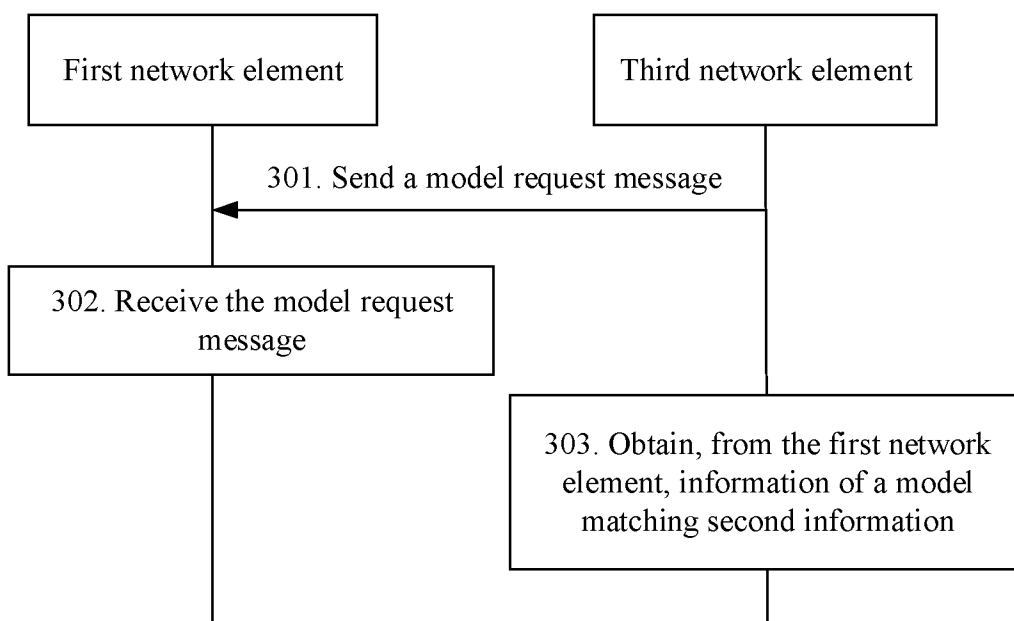 First network element
Third network element
301. Send a model request message
302. Receive the model request
message
303. Obtain, from the first network
element, information of a model
matching second information